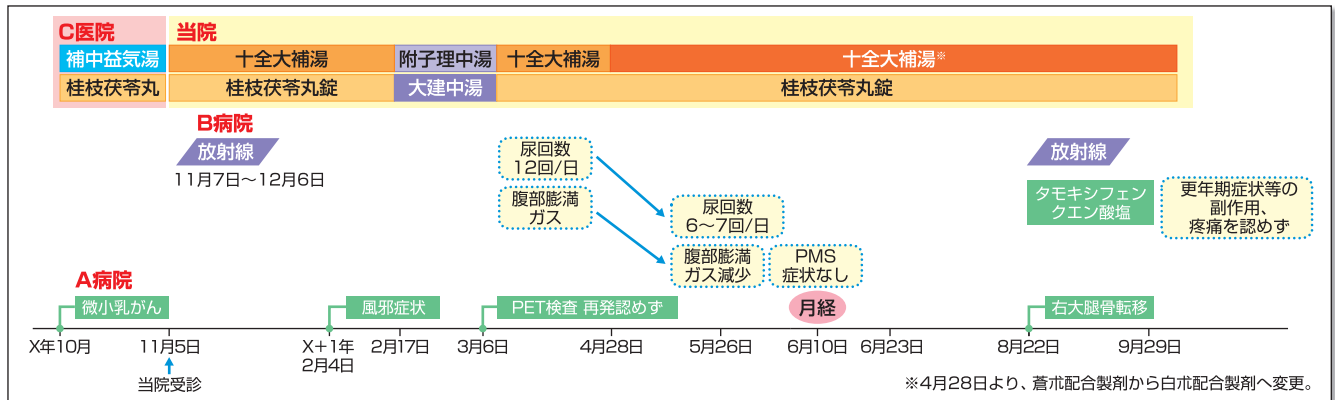 C医院
当院
補中益気湯
十全大補湯
附子理中湯
十全大補湯
十全大補湯※
桂枝茯苓丸
桂枝茯苓丸錠
大建中湯
桂枝茯苓丸錠
B病院
放射線
11月7日～12月6日
尿回数
12回/日
腹部膨満
ガス
尿回数
6～7回/日
腹部膨満
ガス減少
PMS
症状なし
放射線
タモキシフェン
クエン酸塩
更年期症状等の
副作用、
疼痛を認めず
A病院
微小乳がん
風邪症状
PET検査 再発認めず
月経
右大腿骨転移
X年10月
11月5日
X＋1年
2月4日
2月17日
3月6日
4月28日
5月26日
6月10日
6月23日
8月22日
9月29日
当院受診
※4月28日より、蒼朮配合製剤から白朮配合製剤へ変更。